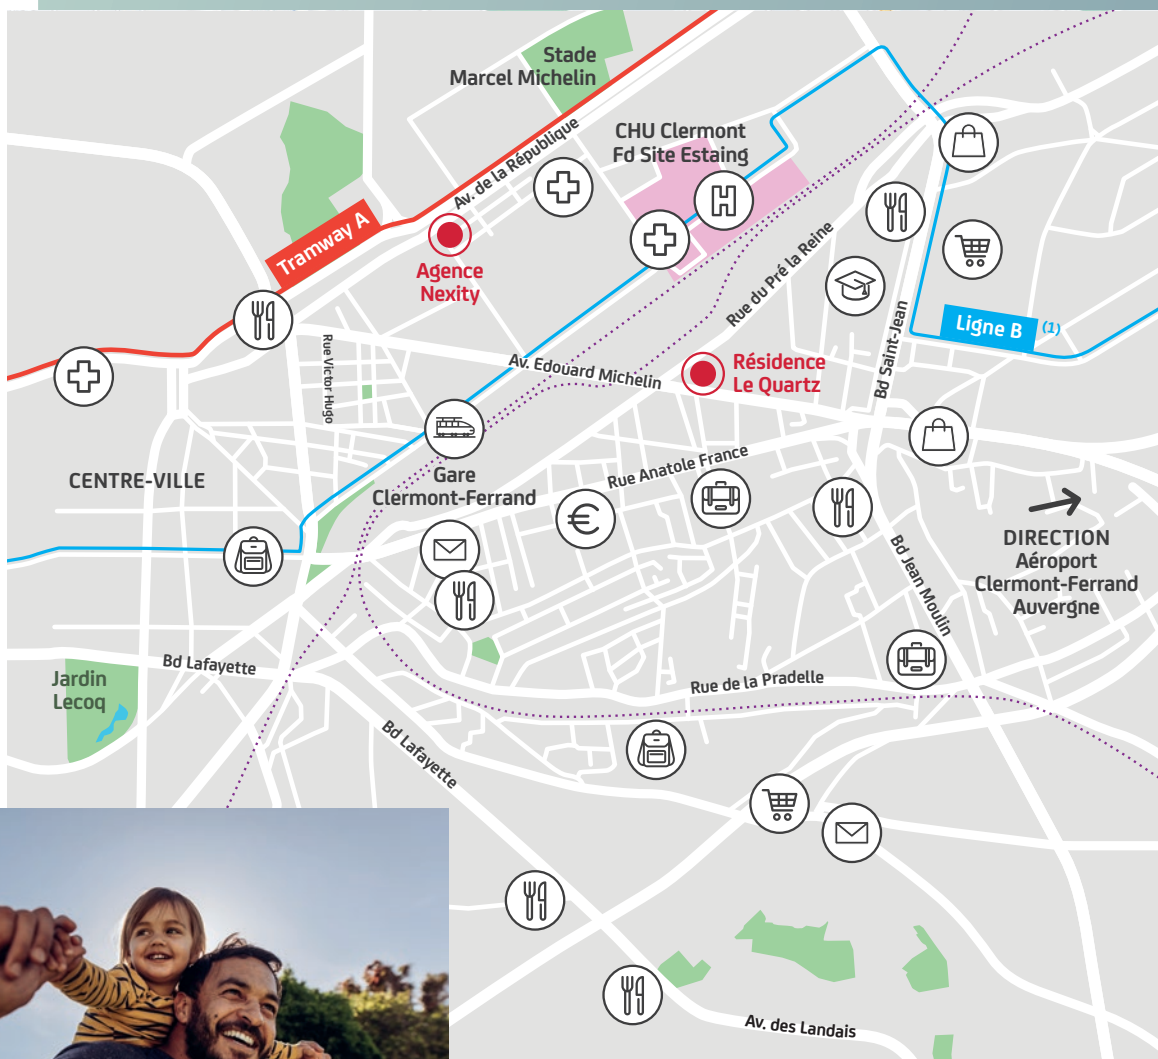 Stade
Marcel Michelin
CHU Clermont
Fd Site Estaing
Av. de la République
Tramway A
Agence
Nexity
Rue du Pré la Reine
Ligne B (1)
Rue Victor Hugo
Av. Edouard Michelin
Résidence
Le Quartz
Bd Saint-Jean
CENTRE-VILLE
Gare
Clermont-Ferrand
Rue Anatole France
DIRECTION
Aéroport
Clermont-Ferrand
Auvergne
Bd Jean Moulin
Bd Lafayette
Jardin
Lecoq
Rue de la Pradelle
Bd Lafayette
Av. des Landais
H
€